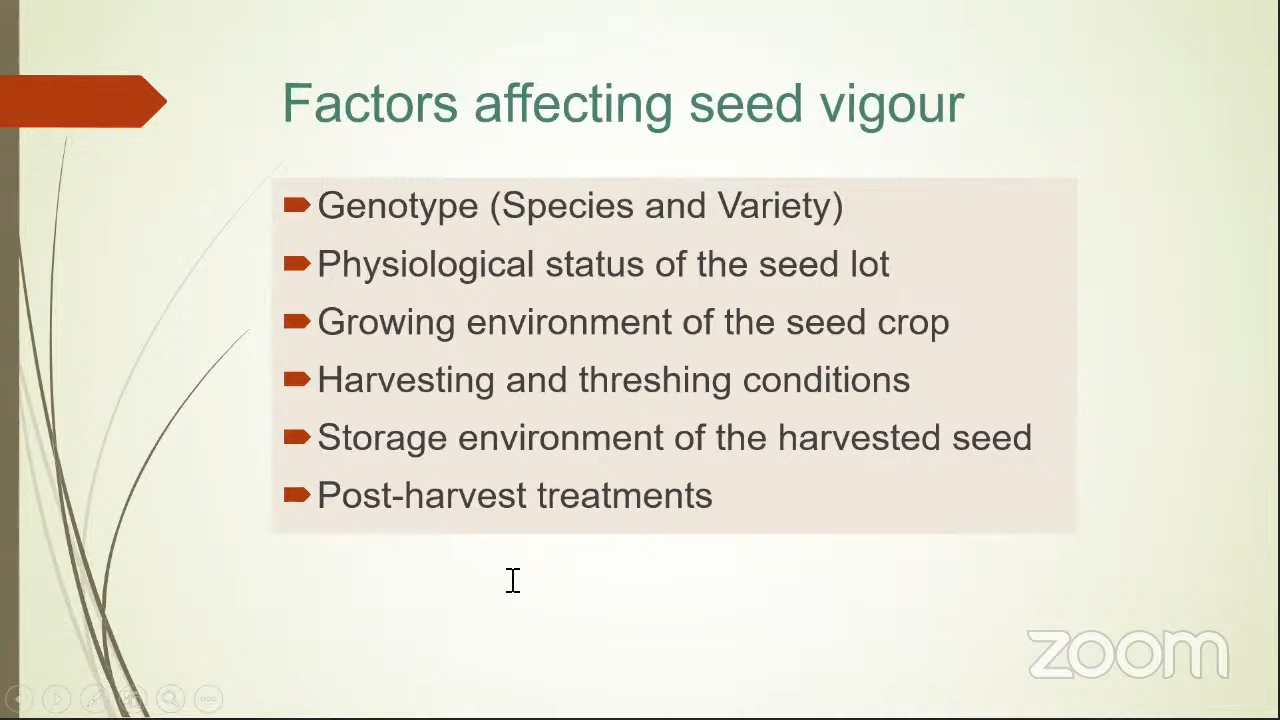 Factors affecting seed vigour
Genotype (Species and Variety)
Physiological status of the seed lot
Growing environment of the seed crop
Harvesting and threshing conditions
Storage environment of the harvested seed
Post-harvest treatments
zoom